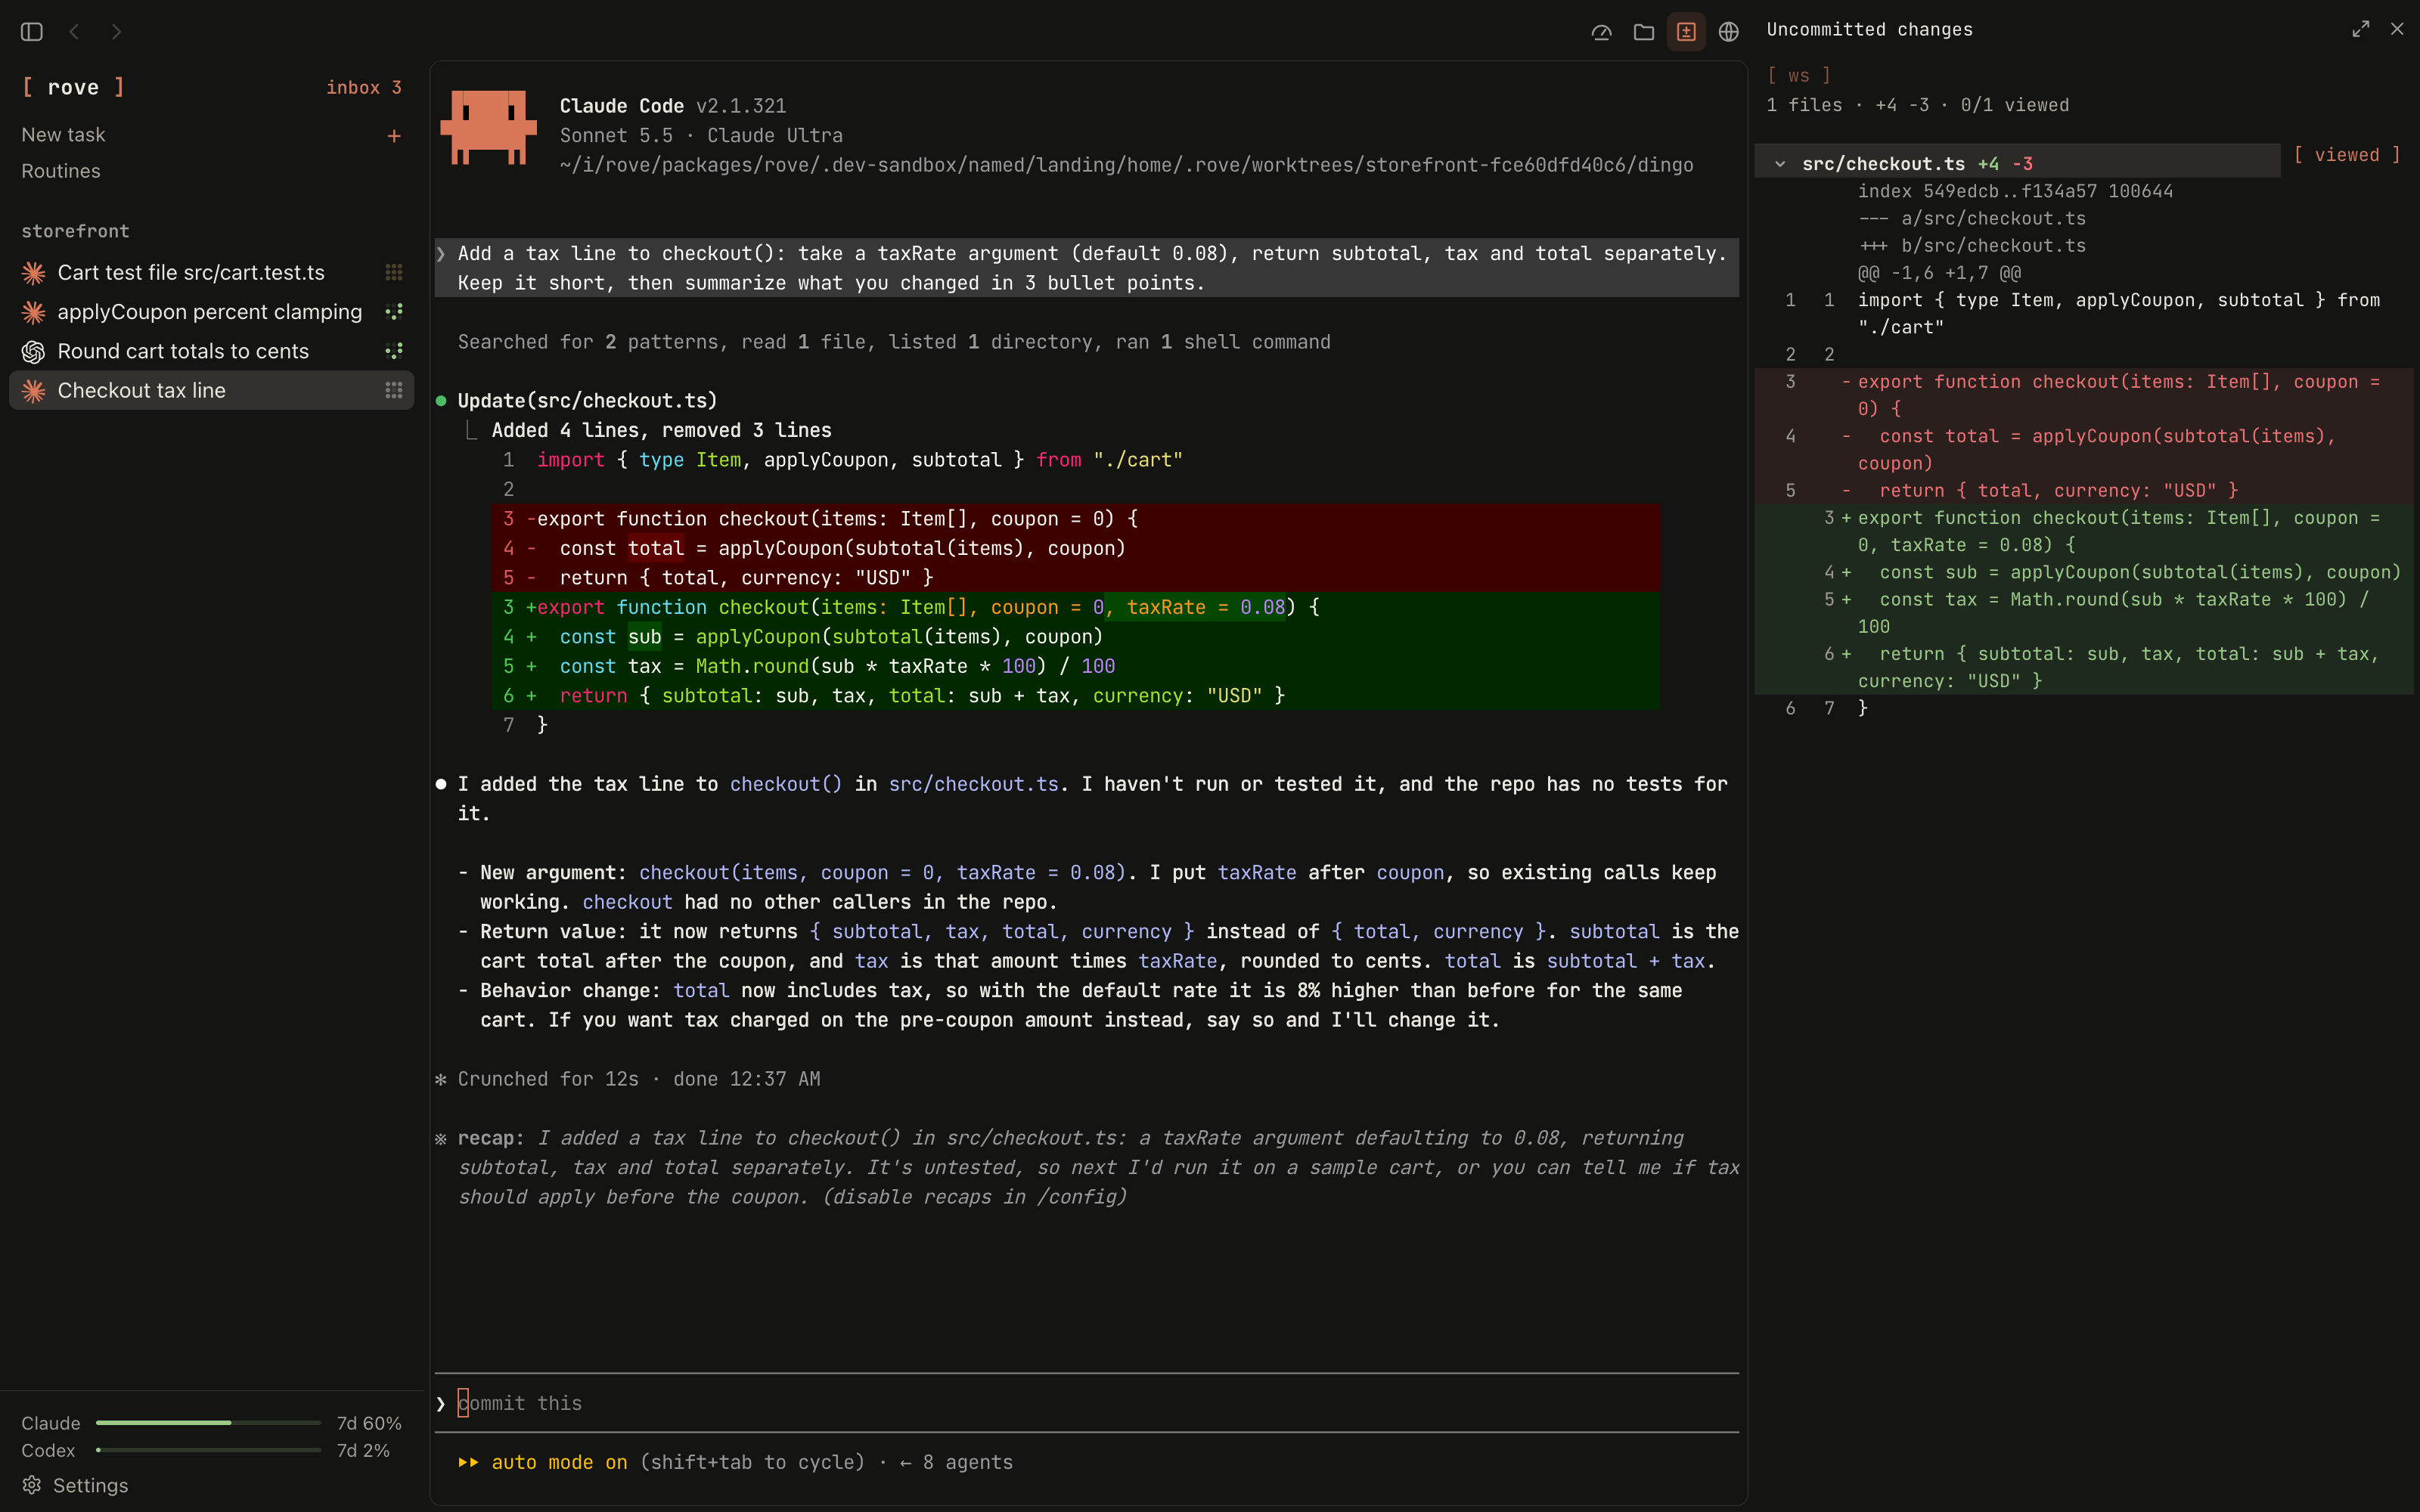 [ rove ]
inbox 3
New task +
Routines
storefront
Cart test file src/cart.test.ts
applyCoupon percent clamping
Round cart totals to cents
Checkout tax line
Claude 7d 60%
Codex 7d 2%
Settings
Claude Code v2.1.321
Sonnet 5.5 · Claude Ultra
~/i/rove/packages/rove/.dev-sandbox/named/landing/home/.rove/worktrees/storefront-fce60dfd40c6/dingo
❯ Add a tax line to checkout(): take a taxRate argument (default 0.08), return subtotal, tax and total separately.
Keep it short, then summarize what you changed in 3 bullet points.
Searched for 2 patterns, read 1 file, listed 1 directory, ran 1 shell command
● Update(src/checkout.ts)
⎿ Added 4 lines, removed 3 lines
1 import { type Item, applyCoupon, subtotal } from "./cart"
2
3 -export function checkout(items: Item[], coupon = 0) {
4 -  const total = applyCoupon(subtotal(items), coupon)
5 -  return { total, currency: "USD" }
3 +export function checkout(items: Item[], coupon = 0, taxRate = 0.08) {
4 +  const sub = applyCoupon(subtotal(items), coupon)
5 +  const tax = Math.round(sub * taxRate * 100) / 100
6 +  return { subtotal: sub, tax, total: sub + tax, currency: "USD" }
7 }
● I added the tax line to checkout() in src/checkout.ts. I haven't run or tested it, and the repo has no tests for
it.
- New argument: checkout(items, coupon = 0, taxRate = 0.08). I put taxRate after coupon, so existing calls keep
working. checkout had no other callers in the repo.
- Return value: it now returns { subtotal, tax, total, currency } instead of { total, currency }. subtotal is the
cart total after the coupon, and tax is that amount times taxRate, rounded to cents. total is subtotal + tax.
- Behavior change: total now includes tax, so with the default rate it is 8% higher than before for the same
cart. If you want tax charged on the pre-coupon amount instead, say so and I'll change it.
✻ Crunched for 12s · done 12:37 AM
※ recap: I added a tax line to checkout() in src/checkout.ts: a taxRate argument defaulting to 0.08, returning
subtotal, tax and total separately. It's untested, so next I'd run it on a sample cart, or you can tell me if tax
should apply before the coupon. (disable recaps in /config)
❯ commit this
⏵⏵ auto mode on (shift+tab to cycle) · ← 8 agents
Uncommitted changes
[ ws ]
1 files · +4 -3 · 0/1 viewed
src/checkout.ts +4 -3
[ viewed ]
index 549edcb..f134a57 100644
--- a/src/checkout.ts
+++ b/src/checkout.ts
@@ -1,6 +1,7 @@
1 1 import { type Item, applyCoupon, subtotal } from
"./cart"
2 2
3 - export function checkout(items: Item[], coupon =
0) {
4 -   const total = applyCoupon(subtotal(items),
coupon)
5 -   return { total, currency: "USD" }
3 + export function checkout(items: Item[], coupon =
0, taxRate = 0.08) {
4 +   const sub = applyCoupon(subtotal(items), coupon)
5 +   const tax = Math.round(sub * taxRate * 100) /
100
6 +   return { subtotal: sub, tax, total: sub + tax,
currency: "USD" }
6 7 }